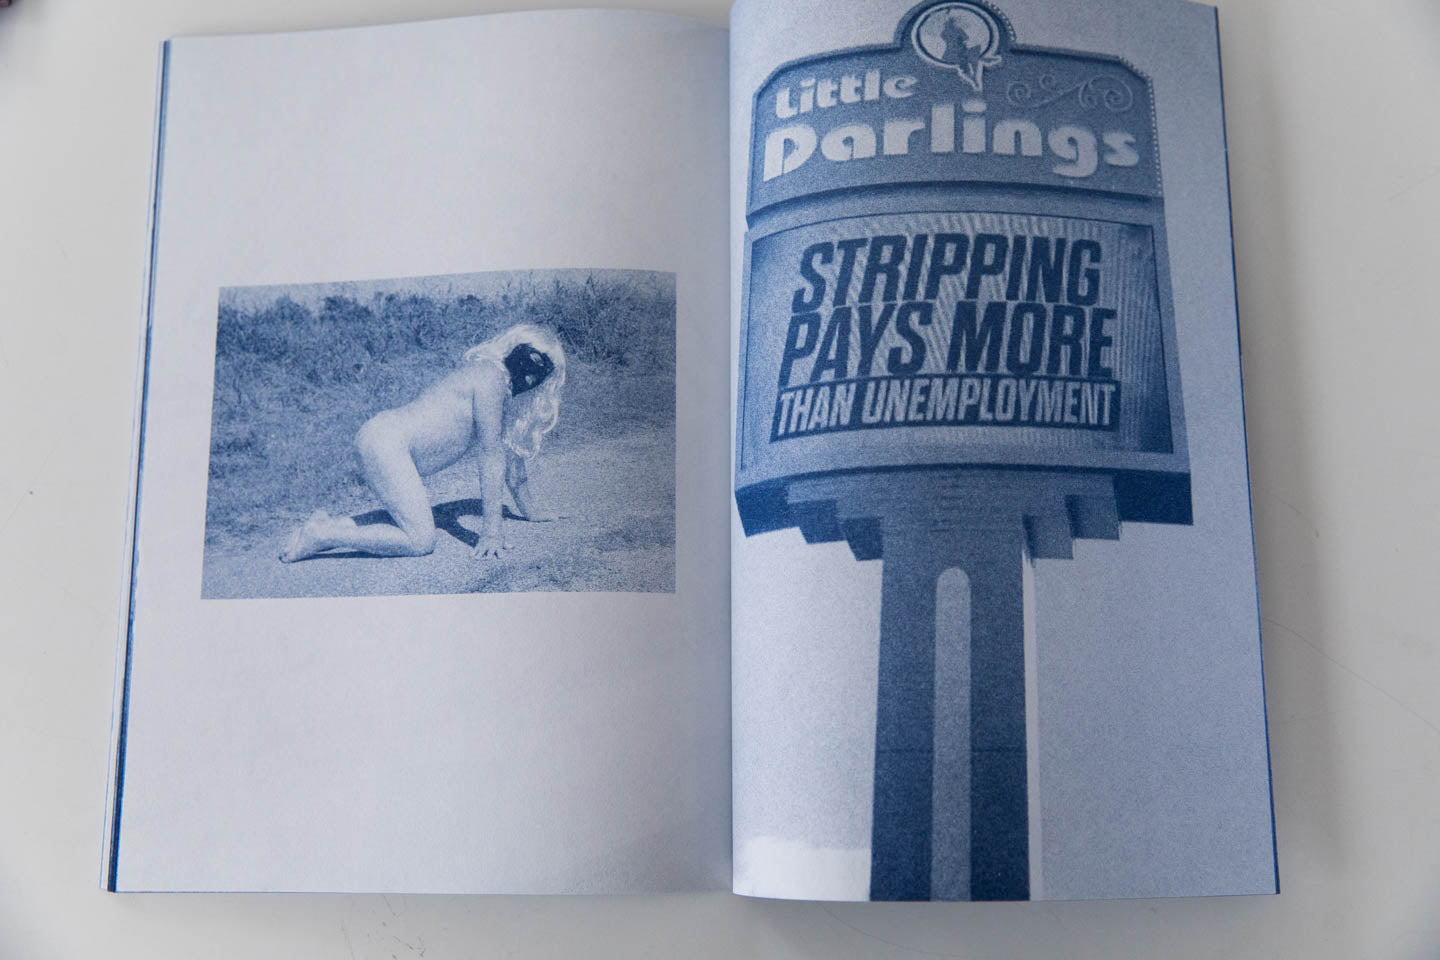 Little
Darlings
STRIPPING
PAYS MORE
THAN UNEMPLOYMENT